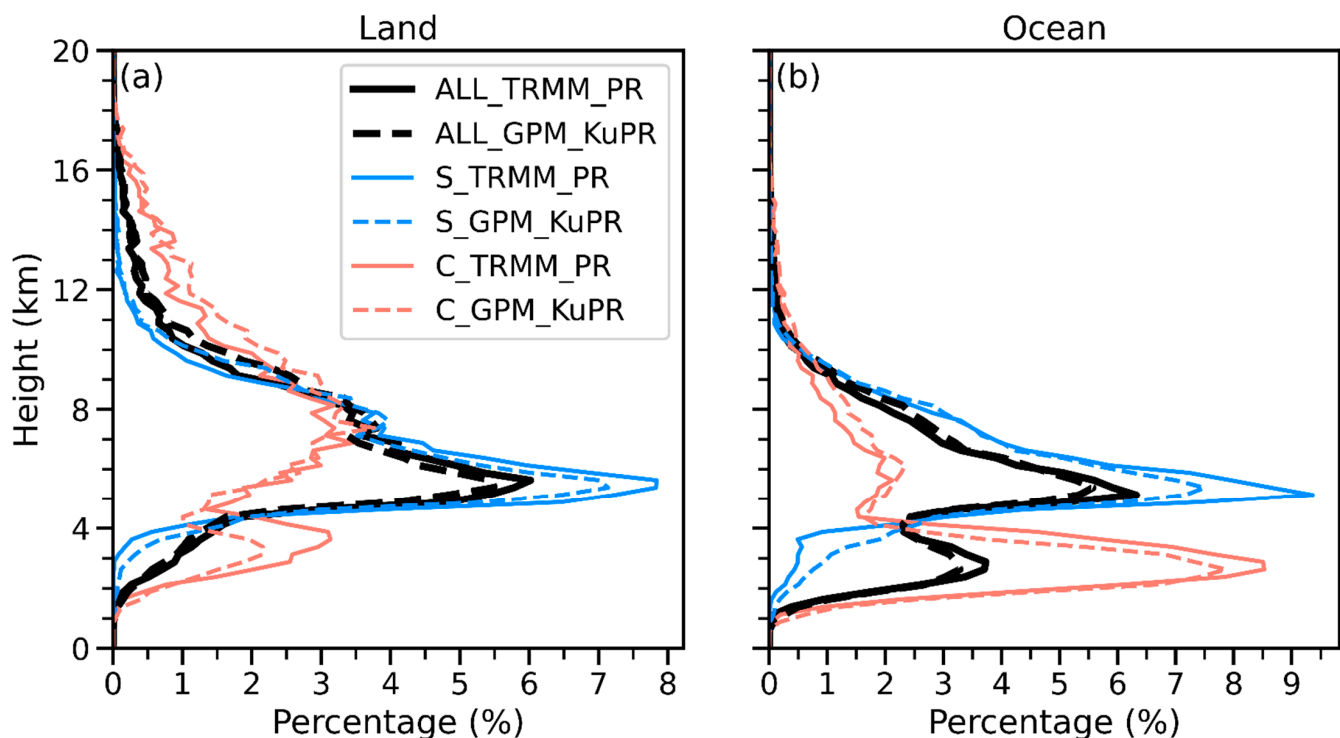 Land
Ocean
(a)
(b)
ALL_TRMM_PR
ALL_GPM_KuPR
S_TRMM_PR
S_GPM_KuPR
C_TRMM_PR
C_GPM_KuPR
Height (km)
20
16
12
8
4
0
0 1 2 3 4 5 6 7 8
0 1 2 3 4 5 6 7 8 9
Percentage (%)
Percentage (%)